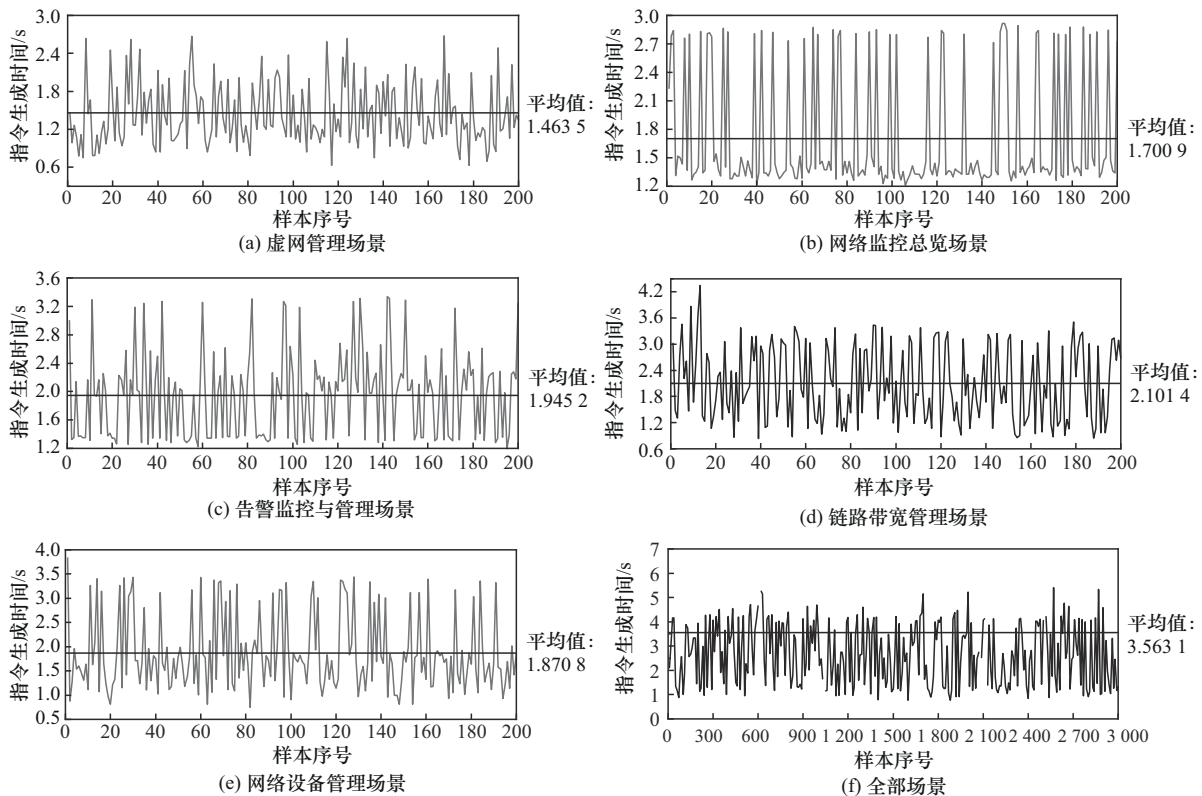 指令生成时间/s
3.0
2.4
1.8
1.2
0.6
0 20 40 60 80 100 120 140 160 180 200
样本序号
平均值:
1.463 5
(a) 虚网管理场景
指令生成时间/s
3.0
2.7
2.4
2.1
1.8
1.5
1.2
0 20 40 60 80 100 120 140 160 180 200
样本序号
平均值:
1.700 9
(b) 网络监控总览场景
指令生成时间/s
3.6
3.2
2.8
2.4
2.0
1.6
1.2
0 20 40 60 80 100 120 140 160 180 200
样本序号
平均值:
1.945 2
(c) 告警监控与管理场景
指令生成时间/s
4.2
3.6
3.0
2.4
1.8
1.2
0.6
0 20 40 60 80 100 120 140 160 180 200
样本序号
平均值:
2.101 4
(d) 链路带宽管理场景
指令生成时间/s
4.0
3.5
3.0
2.5
2.0
1.5
1.0
0.5
0 20 40 60 80 100 120 140 160 180 200
样本序号
平均值:
1.870 8
(e) 网络设备管理场景
指令生成时间/s
7
6
5
4
3
2
1
0
0 300 600 900 1 200 1 500 1 800 2 100 2 400 2 700 3 000
样本序号
平均值:
3.563 1
(f) 全部场景